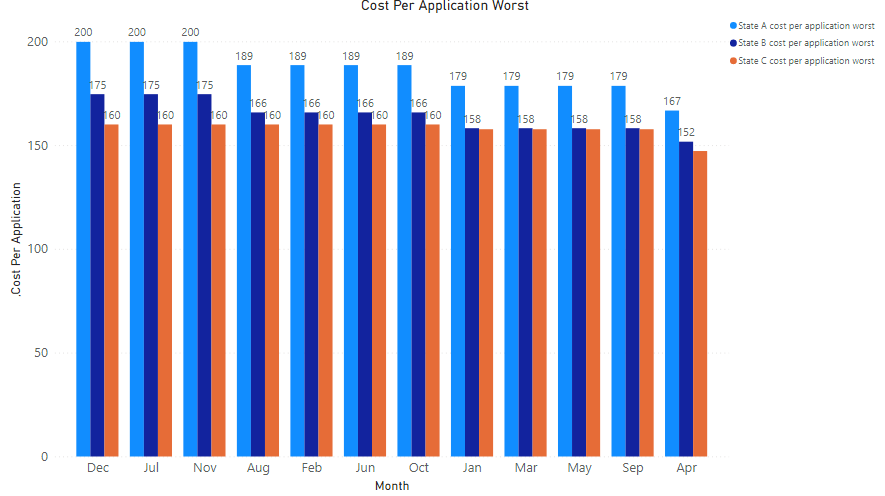 Cost Per Application Worst
State A cost per application worst
State B cost per application worst
State C cost per application worst
Cost Per Application
200
150
100
50
0
200 175 160
200 175 160
200 175 160
189 166 160
189 166 160
189 166 160
189 166 160
179 158
179 158
179 158
179 158
167 152
Dec Jul Nov Aug Feb Jun Oct Jan Mar May Sep Apr
Month